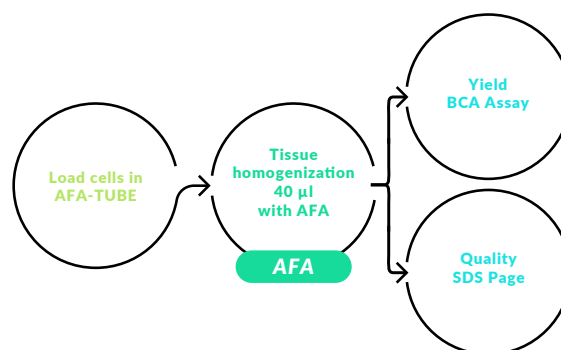 Load cells in
AFA-TUBE
Tissue
homogenization
40 µl
with AFA
AFA
Yield
BCA Assay
Quality
SDS Page